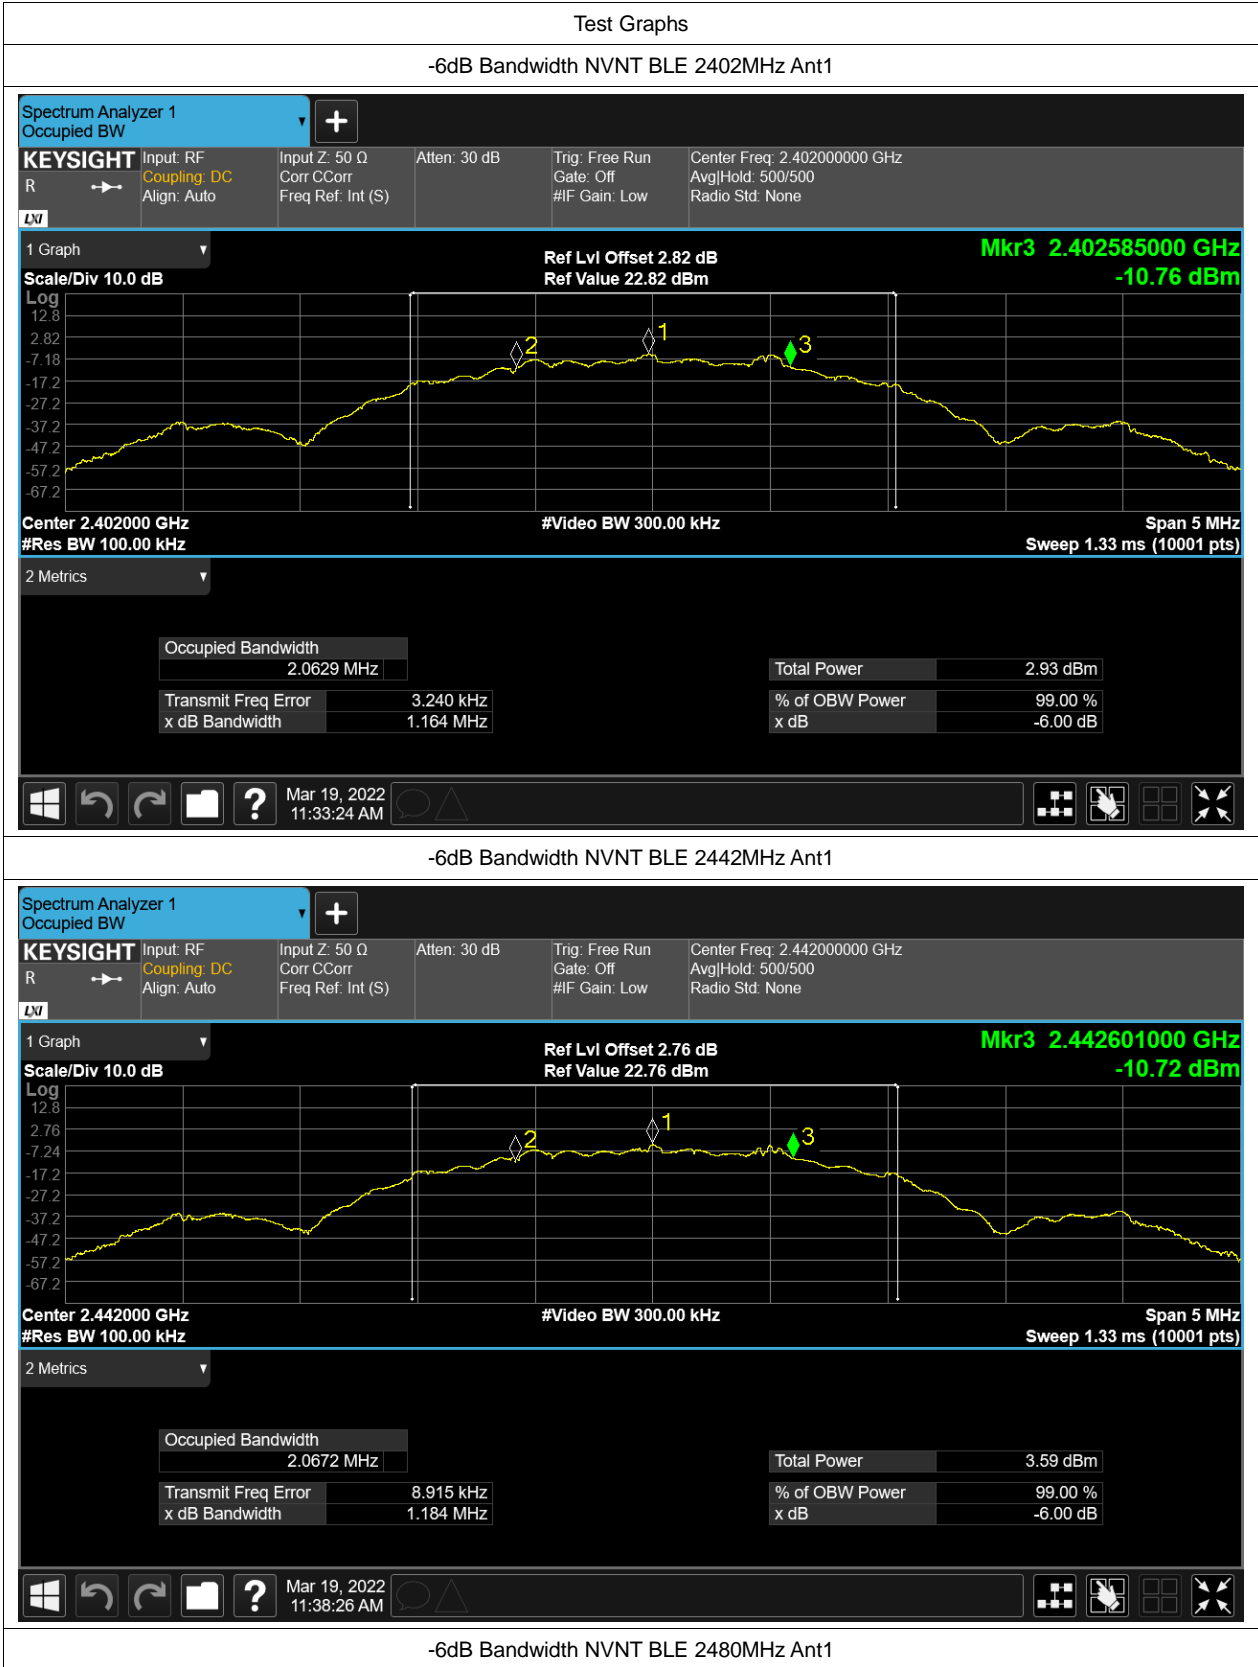 Test Graphs
-6dB Bandwidth NVNT BLE 2402MHz Ant1
Spectrum Analyzer 1
Occupied BW
KEYSIGHT Input: RF Input Z: 50 Ω Atten: 30 dB Trig: Free Run Center Freq: 2.402000000 GHz
R Coupling: DC Corr CCorr Gate: Off Avg|Hold: 500/500
Align: Auto Freq Ref: Int (S) #IF Gain: Low Radio Std: None
LXI
1 Graph Ref Lvl Offset 2.82 dB Mkr3 2.402585000 GHz
Scale/Div 10.0 dB Ref Value 22.82 dBm -10.76 dBm
Log
12.8
2.82
-7.18
-17.2
-27.2
-37.2
-47.2
-57.2
-67.2
2 1 3
Center 2.402000 GHz #Video BW 300.00 kHz Span 5 MHz
#Res BW 100.00 kHz Sweep 1.33 ms (10001 pts)
2 Metrics
Occupied Bandwidth
2.0629 MHz Total Power 2.93 dBm
Transmit Freq Error 3.240 kHz % of OBW Power 99.00 %
x dB Bandwidth 1.164 MHz x dB -6.00 dB
? Mar 19, 2022
11:33:24 AM
-6dB Bandwidth NVNT BLE 2442MHz Ant1
Spectrum Analyzer 1
Occupied BW
KEYSIGHT Input: RF Input Z: 50 Ω Atten: 30 dB Trig: Free Run Center Freq: 2.442000000 GHz
R Coupling: DC Corr CCorr Gate: Off Avg|Hold: 500/500
Align: Auto Freq Ref: Int (S) #IF Gain: Low Radio Std: None
LXI
1 Graph Ref Lvl Offset 2.76 dB Mkr3 2.442601000 GHz
Scale/Div 10.0 dB Ref Value 22.76 dBm -10.72 dBm
Log
12.8
2.76
-7.24
-17.2
-27.2
-37.2
-47.2
-57.2
-67.2
2 1 3
Center 2.442000 GHz #Video BW 300.00 kHz Span 5 MHz
#Res BW 100.00 kHz Sweep 1.33 ms (10001 pts)
2 Metrics
Occupied Bandwidth
2.0672 MHz Total Power 3.59 dBm
Transmit Freq Error 8.915 kHz % of OBW Power 99.00 %
x dB Bandwidth 1.184 MHz x dB -6.00 dB
? Mar 19, 2022
11:38:26 AM
-6dB Bandwidth NVNT BLE 2480MHz Ant1